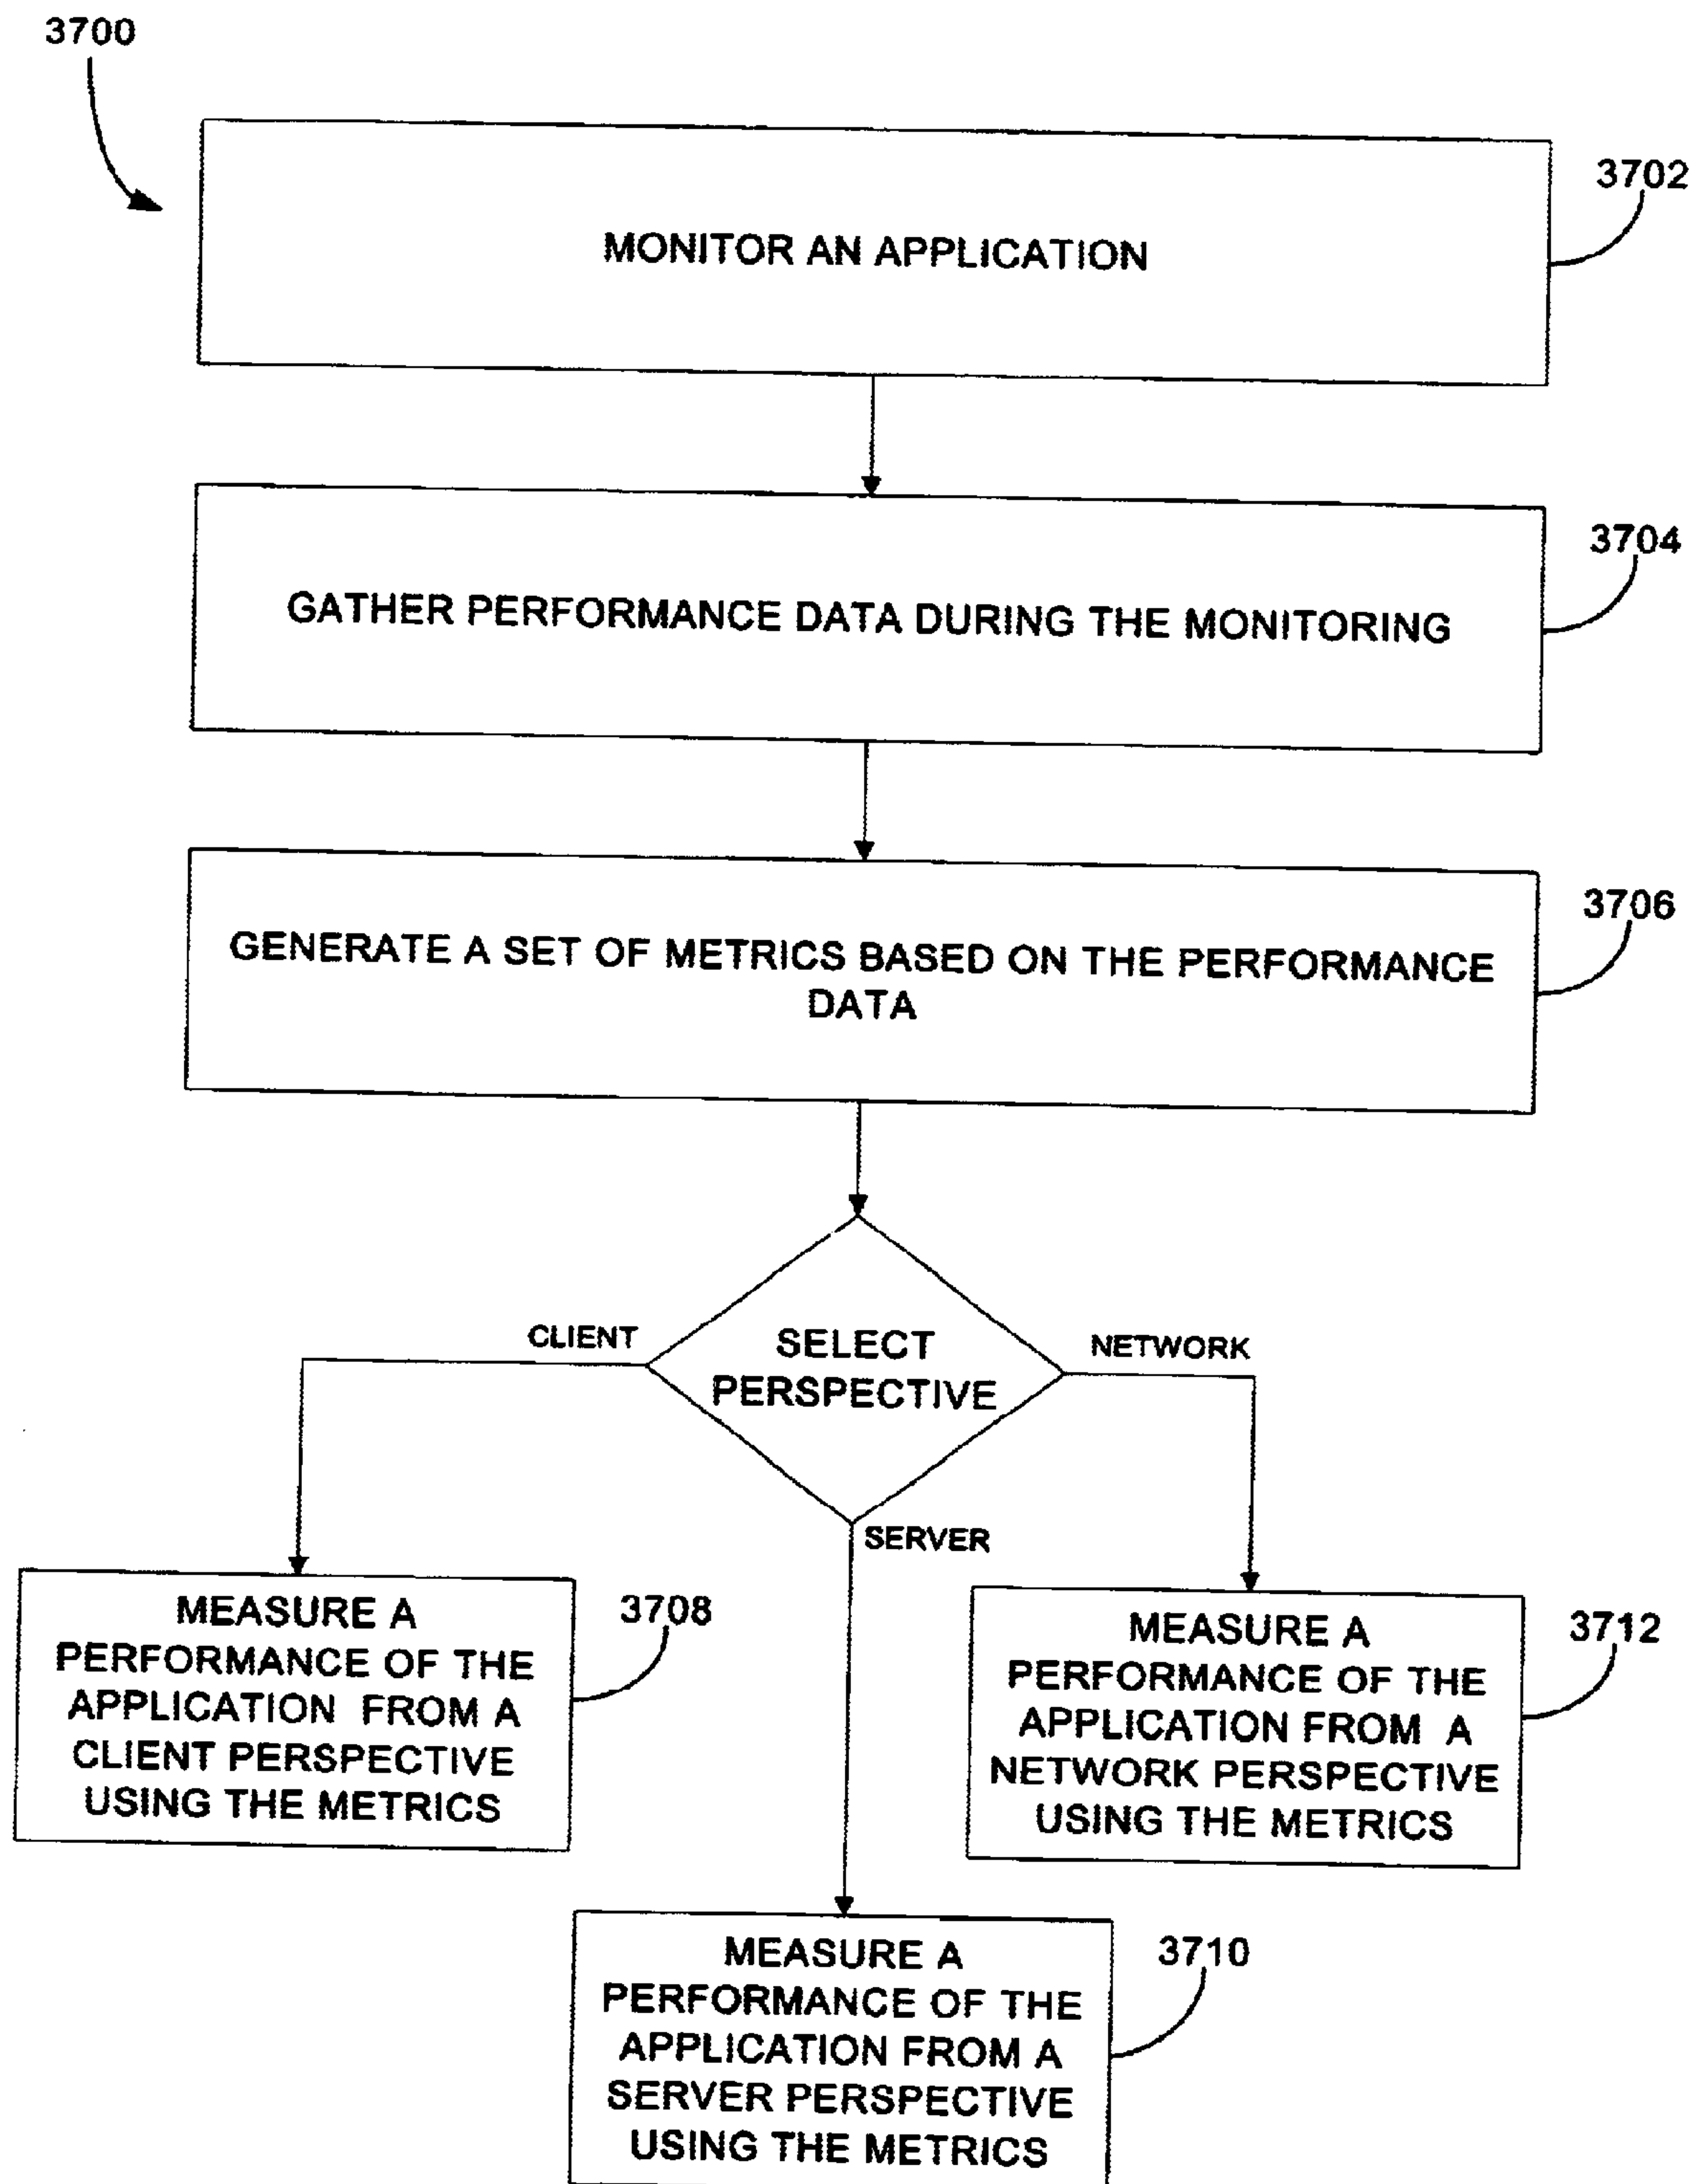 3700
3702
MONITOR AN APPLICATION
3704
GATHER PERFORMANCE DATA DURING THE MONITORING
3706
GENERATE A SET OF METRICS BASED ON THE PERFORMANCE
DATA
CLIENT
SELECT
PERSPECTIVE
NETWORK
SERVER
MEASURE A
PERFORMANCE OF THE
APPLICATION FROM A
CLIENT PERSPECTIVE
USING THE METRICS
3708
MEASURE A
PERFORMANCE OF THE
APPLICATION FROM A
NETWORK PERSPECTIVE
USING THE METRICS
3712
MEASURE A
PERFORMANCE OF THE
APPLICATION FROM A
SERVER PERSPECTIVE
USING THE METRICS
3710